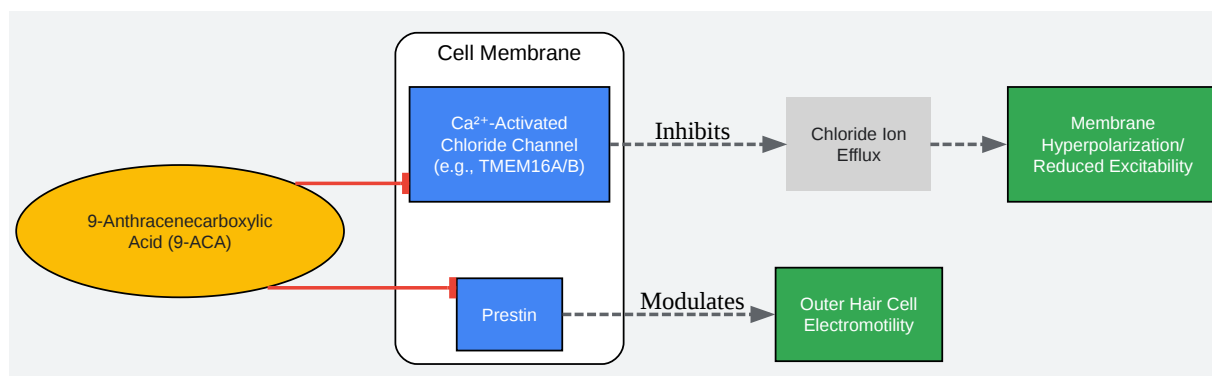 Cell Membrane
Ca²⁺-Activated
Chloride Channel
(e.g., TMEM16A/B)
Inhibits
Chloride Ion
Efflux
Membrane
Hyperpolarization/
Reduced Excitability
9-Anthracenecarboxylic
Acid (9-ACA)
Prestin
Modulates
Outer Hair Cell
Electromotility